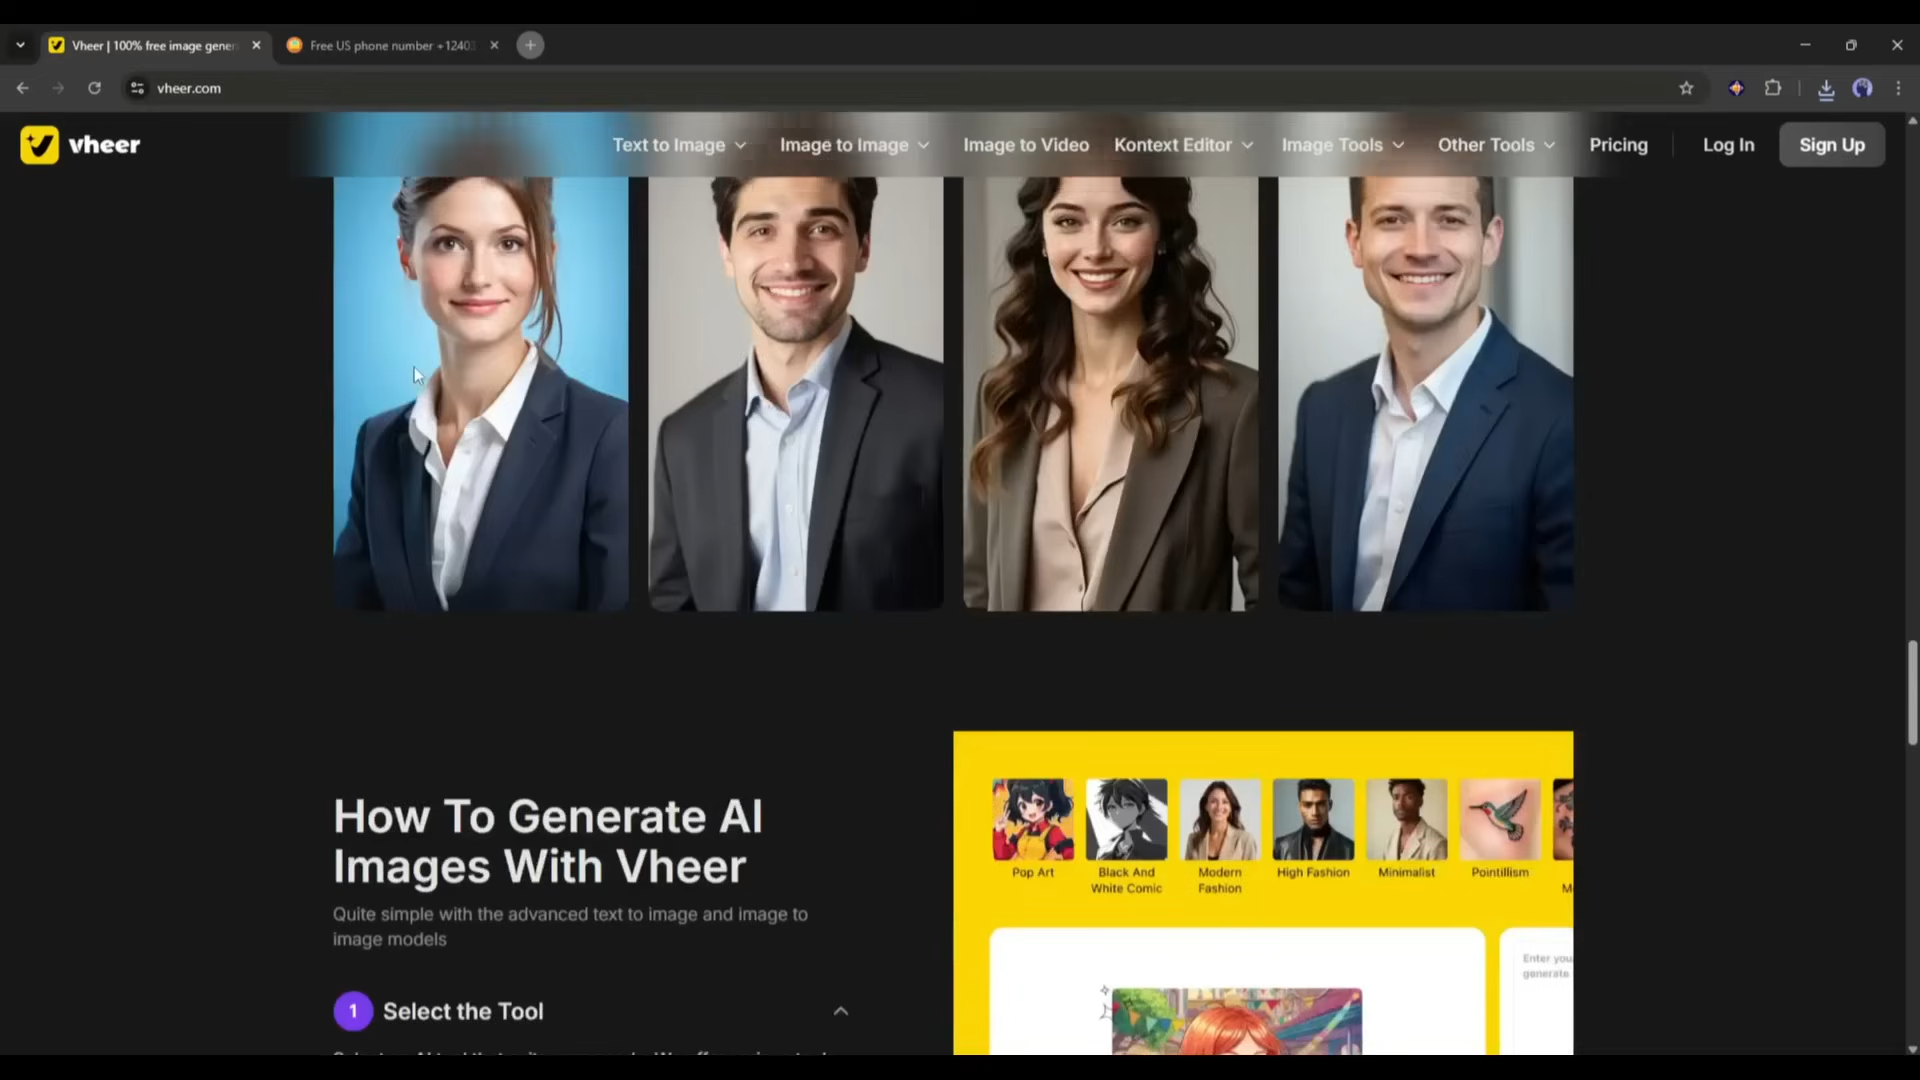 Vheer | 100% free image gener
Free US phone number +1240
vheer.com
vheer
Text to Image
Image to Image
Image to Video
Kontext Editor
Image Tools
Other Tools
Pricing
Log In
Sign Up
How To Generate AI
Images With Vheer
Quite simple with the advanced text to image and image to
image models
1 Select the Tool
Pop Art
Black And
White Comic
Modern
Fashion
High Fashion
Minimalist
Pointillism
Enter you
generate